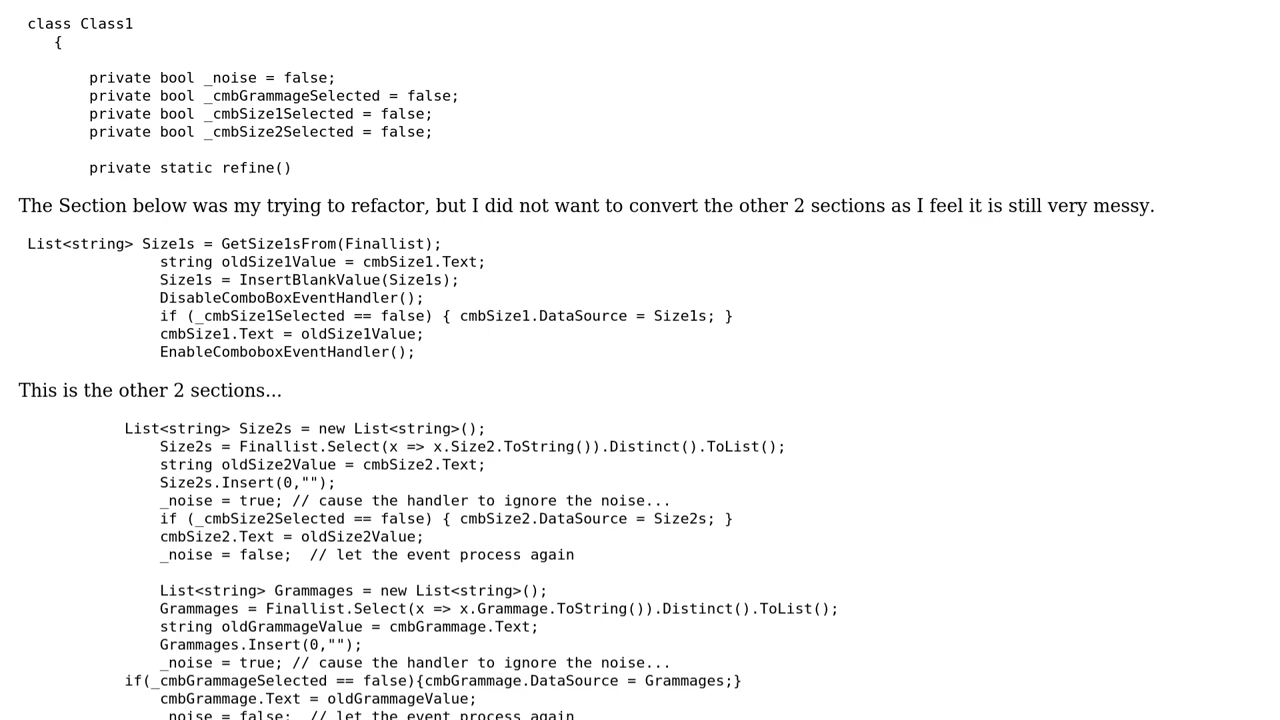 class Class1
{
private bool _noise = false;
private bool _cmbGrammageSelected = false;
private bool _cmbSize1Selected = false;
private bool _cmbSize2Selected = false;
private static refine()
The Section below was my trying to refactor, but I did not want to convert the other 2 sections as I feel it is still very messy.
List<string> Size1s = GetSize1sFrom(Finallist);
string oldSize1Value = cmbSize1.Text;
Size1s = InsertBlankValue(Size1s);
DisableComboBoxEventHandler();
if (_cmbSize1Selected == false) { cmbSize1.DataSource = Size1s; }
cmbSize1.Text = oldSize1Value;
EnableComboboxEventHandler();
This is the other 2 sections...
List<string> Size2s = new List<string>();
Size2s = Finallist.Select(x => x.Size2.ToString()).Distinct().ToList();
string oldSize2Value = cmbSize2.Text;
Size2s.Insert(0,"");
_noise = true; // cause the handler to ignore the noise...
if (_cmbSize2Selected == false) { cmbSize2.DataSource = Size2s; }
cmbSize2.Text = oldSize2Value;
_noise = false;  // let the event process again
List<string> Grammages = new List<string>();
Grammages = Finallist.Select(x => x.Grammage.ToString()).Distinct().ToList();
string oldGrammageValue = cmbGrammage.Text;
Grammages.Insert(0,"");
_noise = true; // cause the handler to ignore the noise...
if(_cmbGrammageSelected == false){cmbGrammage.DataSource = Grammages;}
cmbGrammage.Text = oldGrammageValue;
_noise = false;  // let the event process again